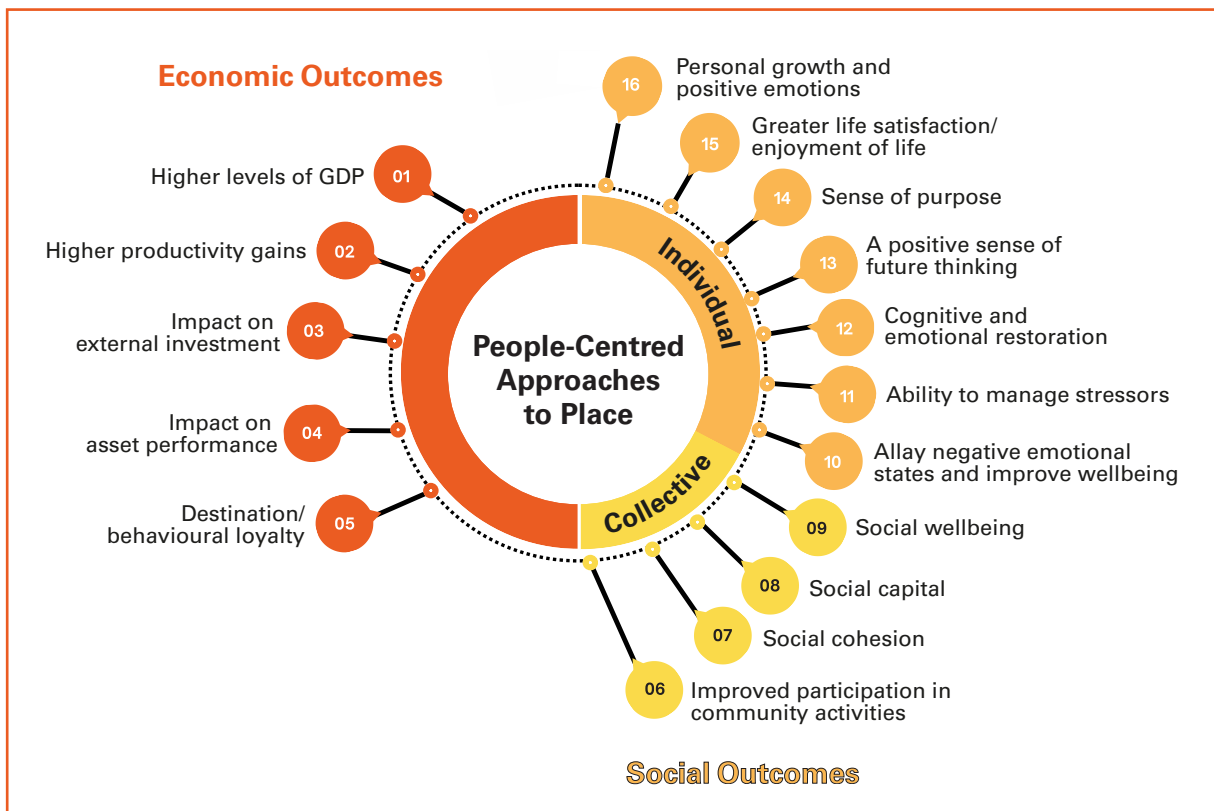 Economic Outcomes
01
Higher levels of GDP
02
Higher productivity gains
03
Impact on
external investment
04
Impact on
asset performance
05
Destination/
behavioural loyalty
People-Centred
Approaches
to Place
Individual
Collective
16
Personal growth and
positive emotions
15
Greater life satisfaction/
enjoyment of life
14
Sense of purpose
13
A positive sense of
future thinking
12
Cognitive and
emotional restoration
11
Ability to manage stressors
10
Allay negative emotional
states and improve wellbeing
09
Social wellbeing
08
Social capital
07
Social cohesion
06
Improved participation in
community activities
Social Outcomes